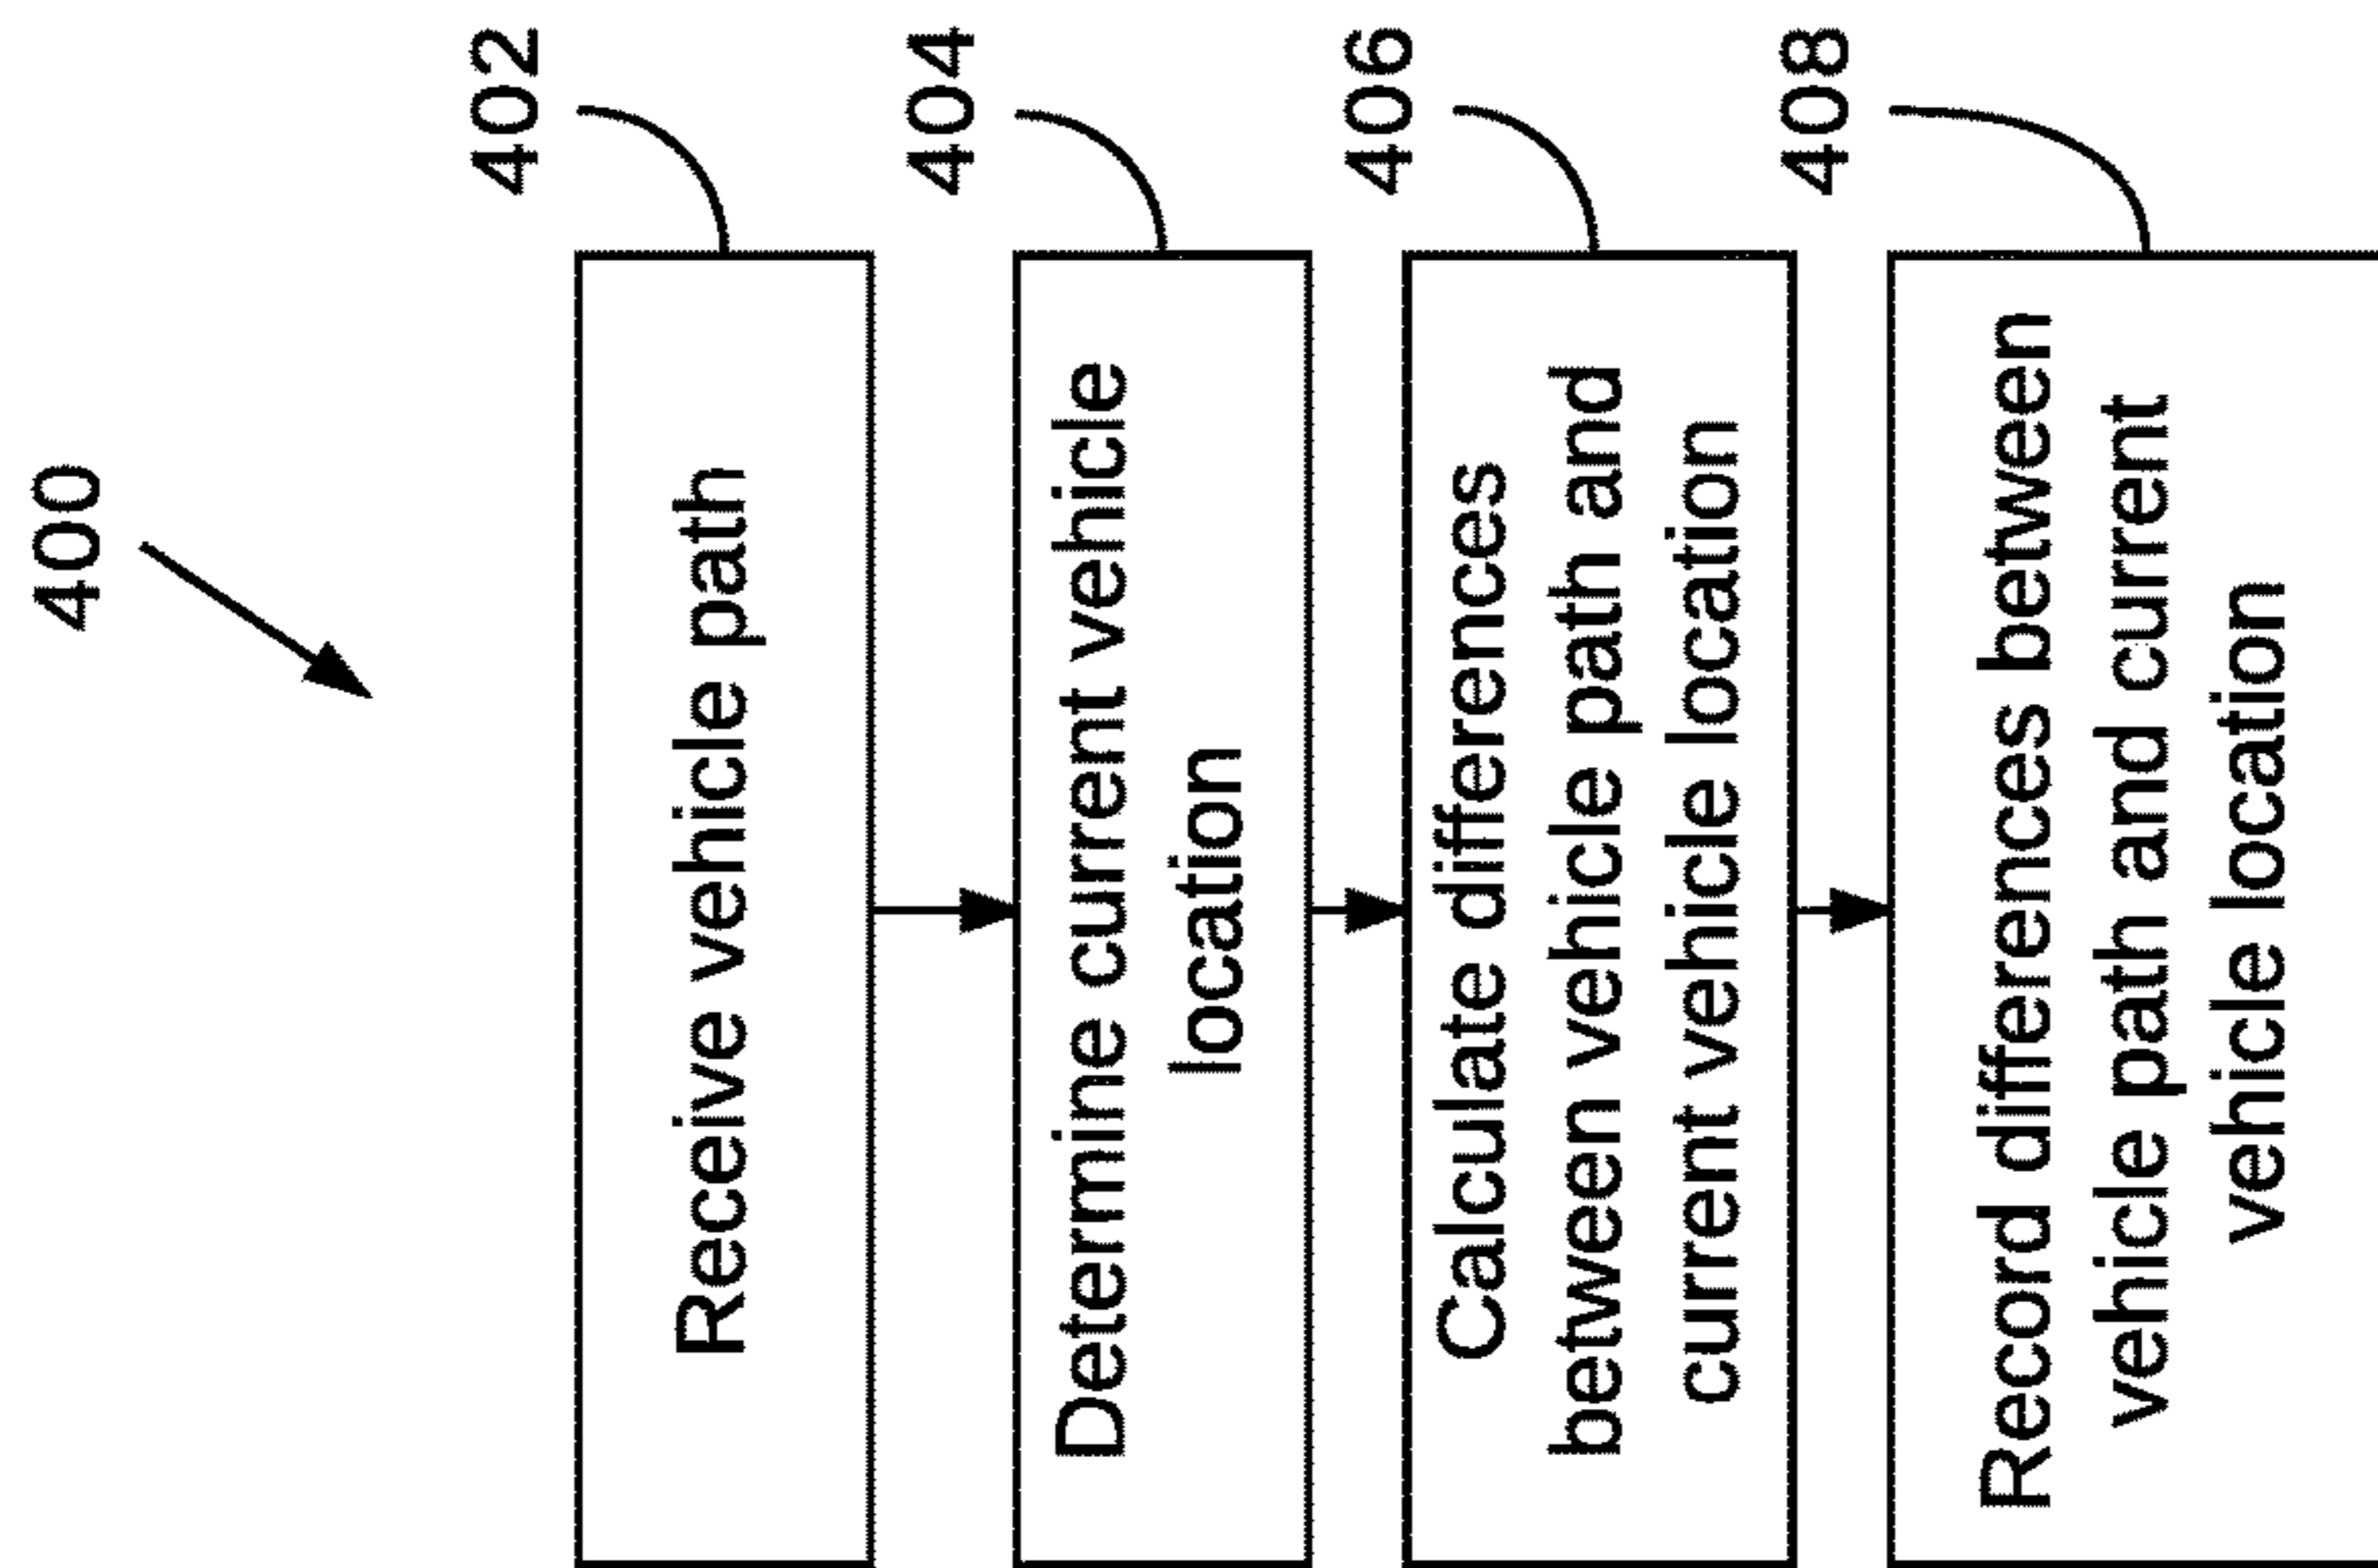 400
402
Receive vehicle path
404
Determine current vehicle
location
406
Calculate differences
between vehicle path and
current vehicle location
408
Record differences between
vehicle path and current
vehicle location